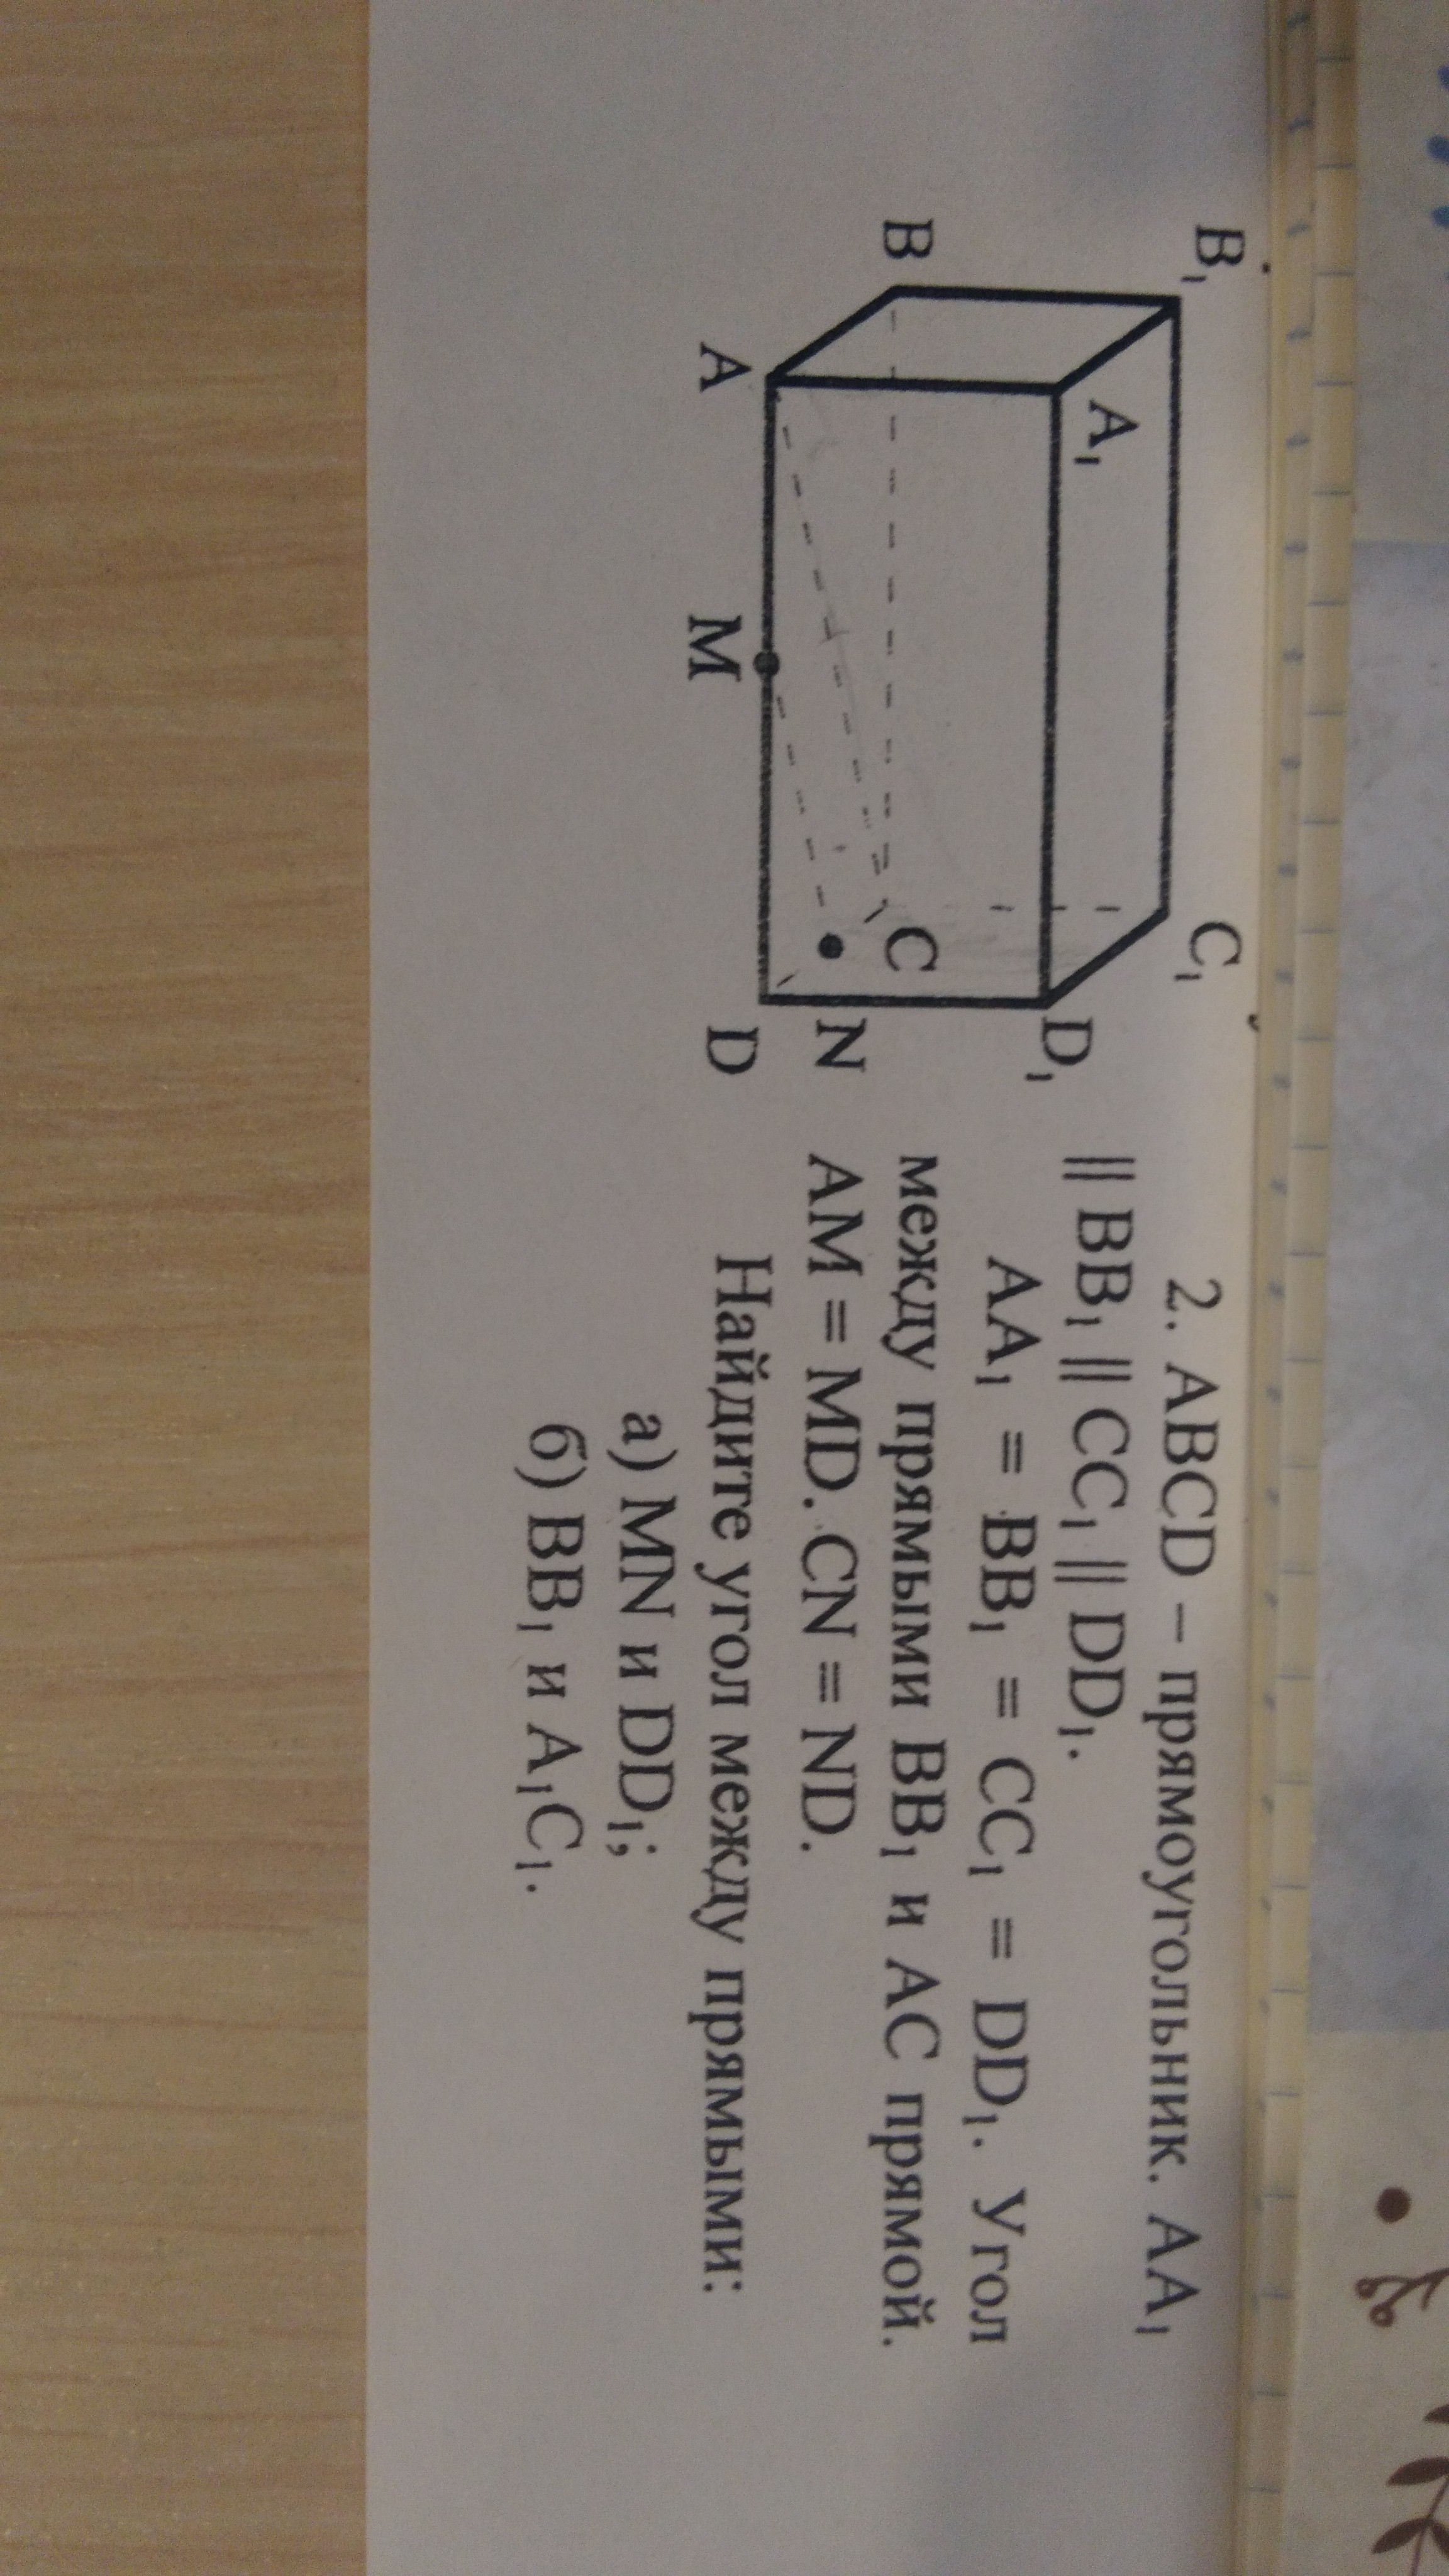 B₁
C₁
A₁
D₁
B
C
N
A
M
D
2. ABCD – прямоугольник. AA₁
|| BB₁ || CC₁ || DD₁.
AA₁ = BB₁ = CC₁ = DD₁. Угол
между прямыми BB₁ и AC прямой.
AM = MD. CN = ND.
Найдите угол между прямыми:
а) MN и DD₁;
б) BB₁ и A₁C₁.